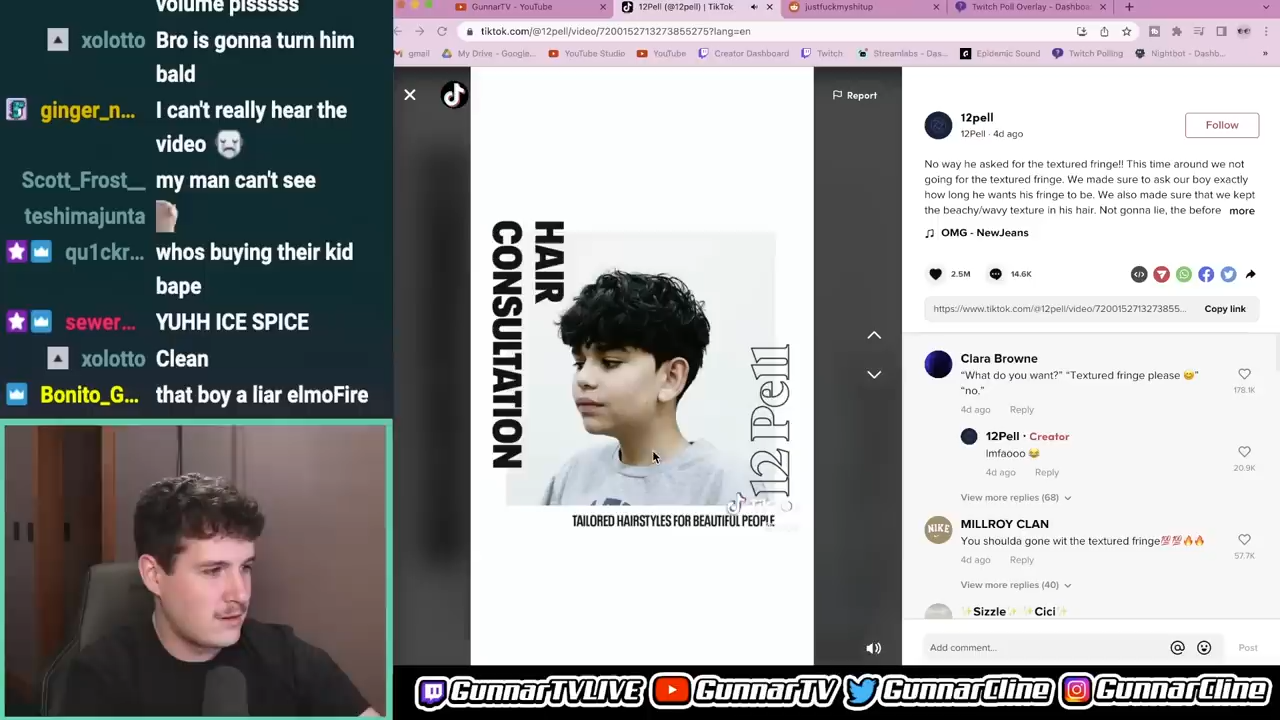 volume plsssss
xolotto Bro is gonna turn him
bald
ginger_n... I can't really hear the
video
Scott_Frost__ my man can't see
teshimajunta
qu1ckr... whos buying their kid
bape
sewer... YUHH ICE SPICE
xolotto Clean
Bonito_G... that boy a liar elmoFire
GunnarTV - YouTube
12Pell (@12pell) | TikTok
justfuckmyshitup
Twitch Poll Overlay - Dashboa
tiktok.com/@12pell/video/7200152713273855275?lang=en
gmail
My Drive - Google...
YouTube Studio
YouTube
Creator Dashboard
Twitch
Streamlabs - Das...
Epidemic Sound
Twitch Polling
Nightbot - Dashb...
Report
HAIR
CONSULTATION
12 Pell
TAILORED HAIRSTYLES FOR BEAUTIFUL PEOPLE
12pell
12Pell · 4d ago
Follow
No way he asked for the textured fringe!! This time around we not
going for the textured fringe. We made sure to ask our boy exactly
how long he wants his fringe to be. We also made sure that we kept
the beachy/wavy texture in his hair. Not gonna lie, the before more
OMG - NewJeans
2.5M
14.6K
https://www.tiktok.com/@12pell/video/7200152713273855...
Copy link
Clara Browne
“What do you want?” “Textured fringe please 😊”
“no.”
178.1K
4d ago Reply
12Pell · Creator
lmfaooo 😂
20.9K
4d ago Reply
View more replies (68)
MILLROY CLAN
NIKE
You shoulda gone wit the textured fringe💯💯🔥🔥
57.7K
4d ago Reply
View more replies (40)
✨Sizzle✨ ✨Cici✨
Add comment...
Post
GunnarTVLIVE
GunnarTV
GunnarCline
GunnarCline